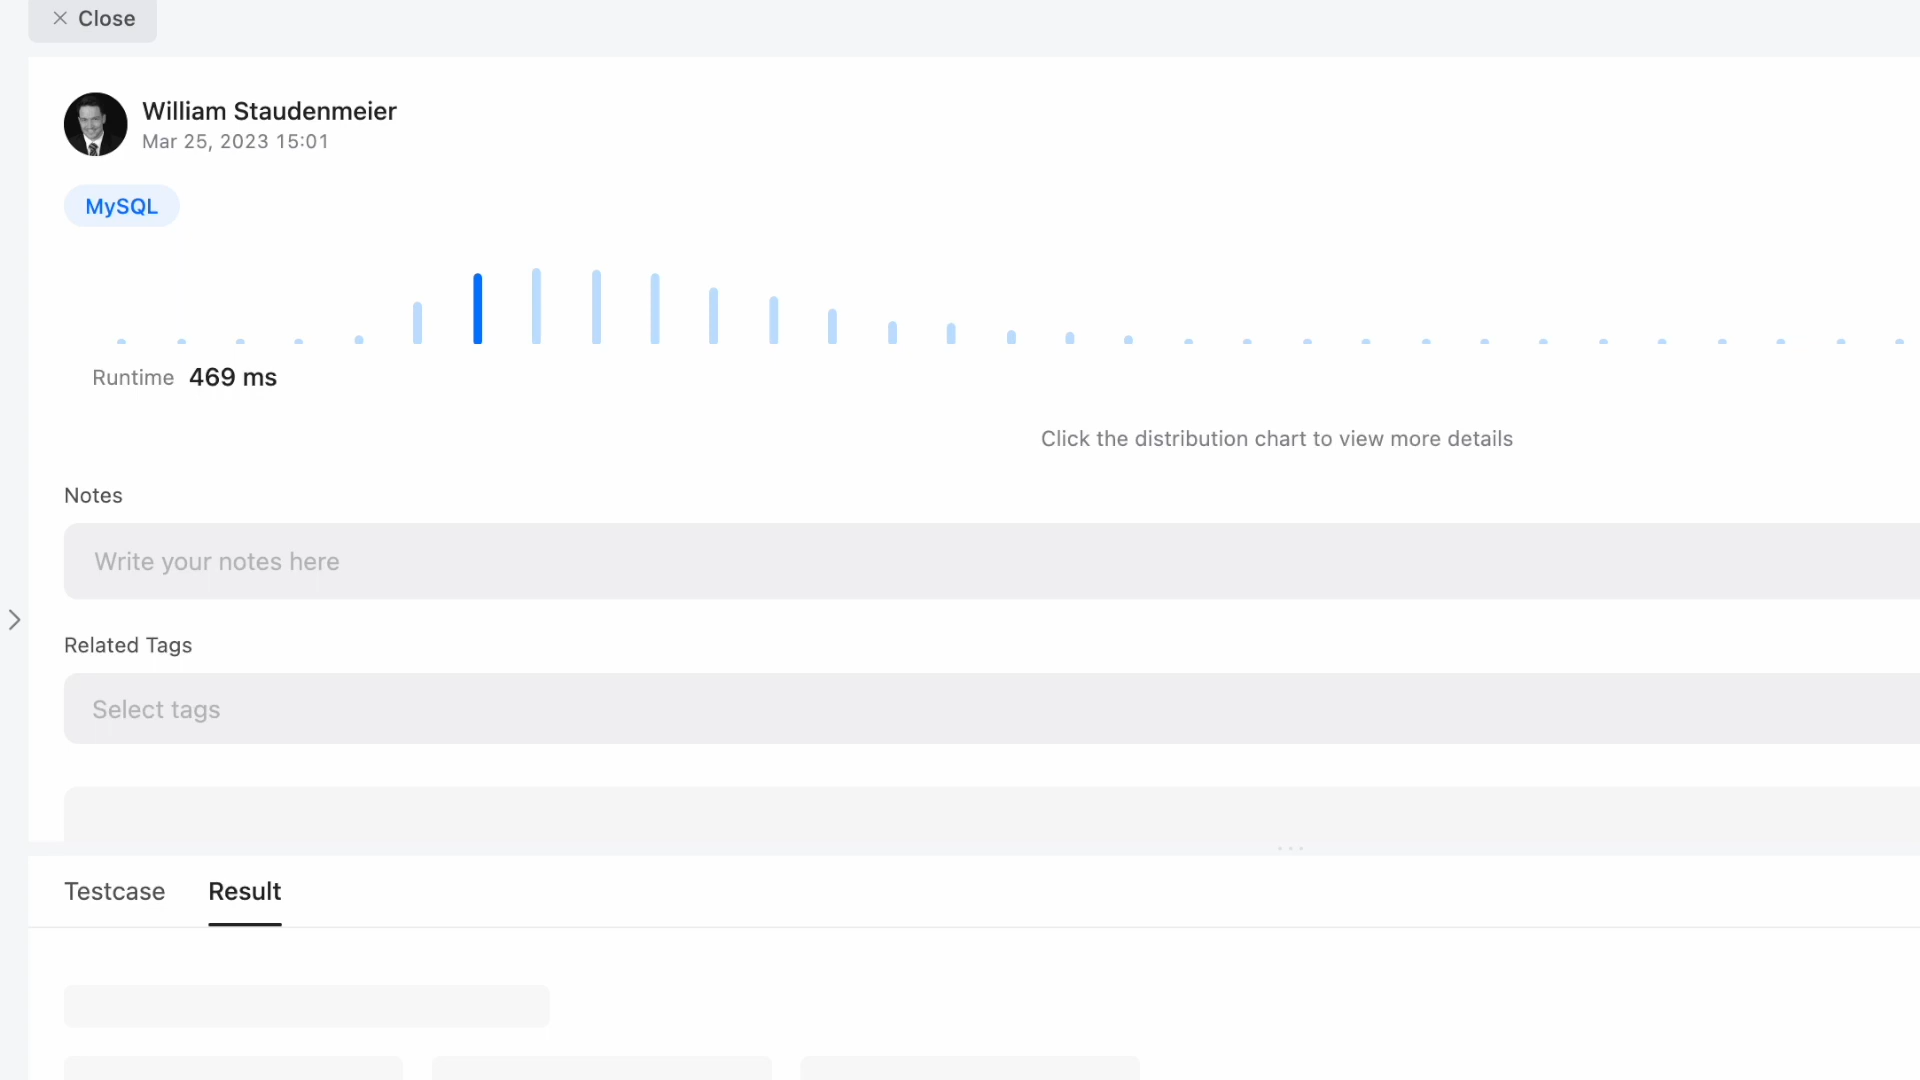 Close
William Staudenmeier
Mar 25, 2023 15:01
MySQL
Runtime 469 ms
Click the distribution chart to view more details
Notes
Write your notes here
Related Tags
Select tags
Testcase Result